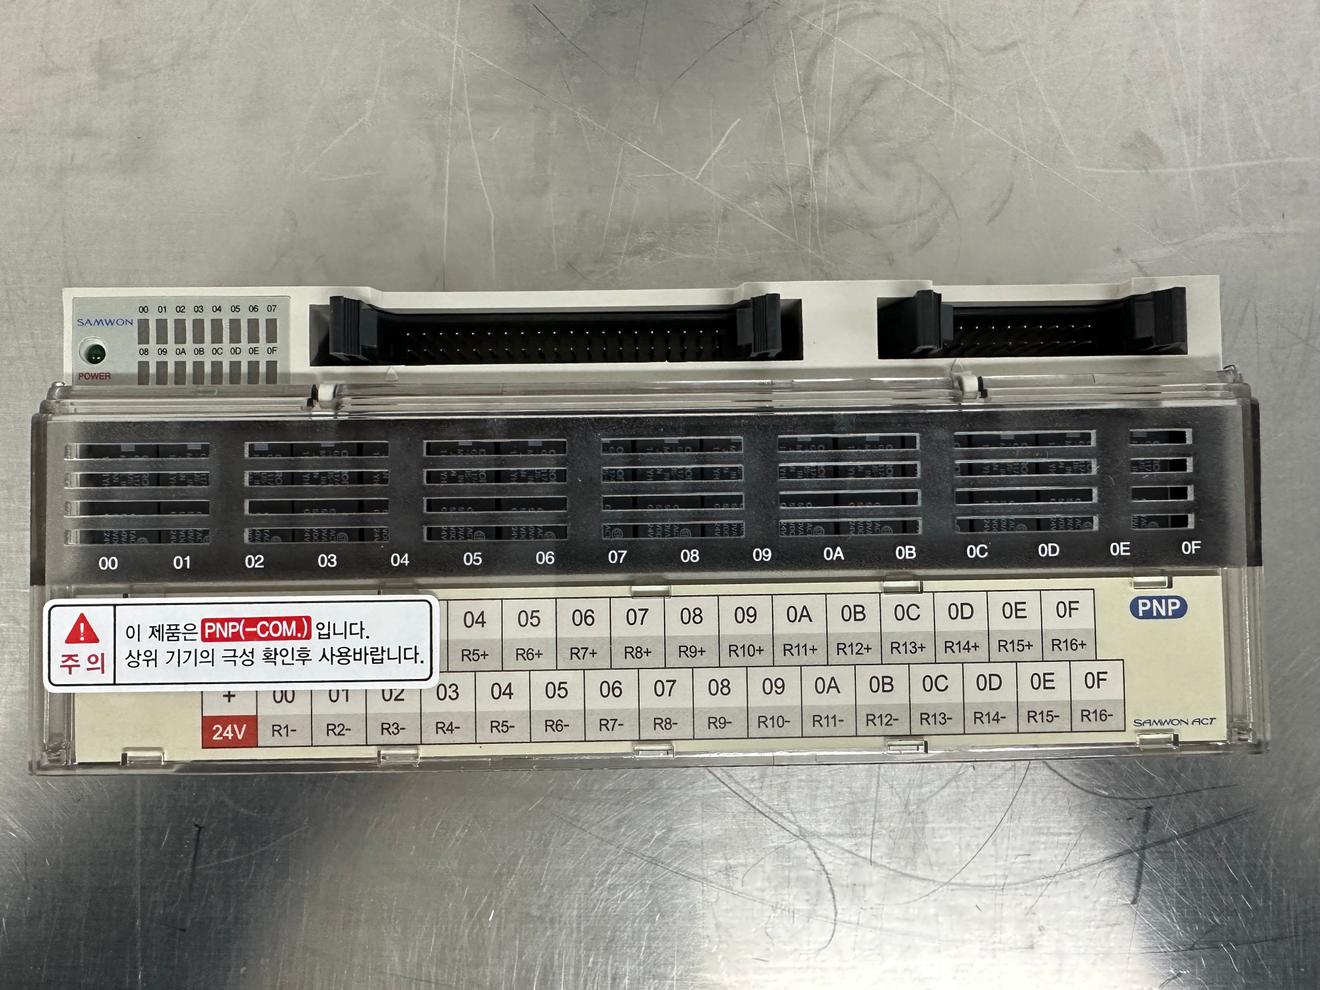 00 01 02 03 04 05 06 07
SAMWON
08 09 0A 0B 0C 0D 0E 0F
POWER
00 01 02 03 04 05 06 07 08 09 0A 0B 0C 0D 0E 0F
04 05 06 07 08 09 0A 0B 0C 0D 0E 0F
PNP
R5+ R6+ R7+ R8+ R9+ R10+ R11+ R12+ R13+ R14+ R15+ R16+
이 제품은 PNP(-COM.) 입니다.
주의
상위 기기의 극성 확인후 사용바랍니다.
+ 00 01 02 03 04 05 06 07 08 09 0A 0B 0C 0D 0E 0F
24V R1- R2- R3- R4- R5- R6- R7- R8- R9- R10- R11- R12- R13- R14- R15- R16-
SAMWON ACT